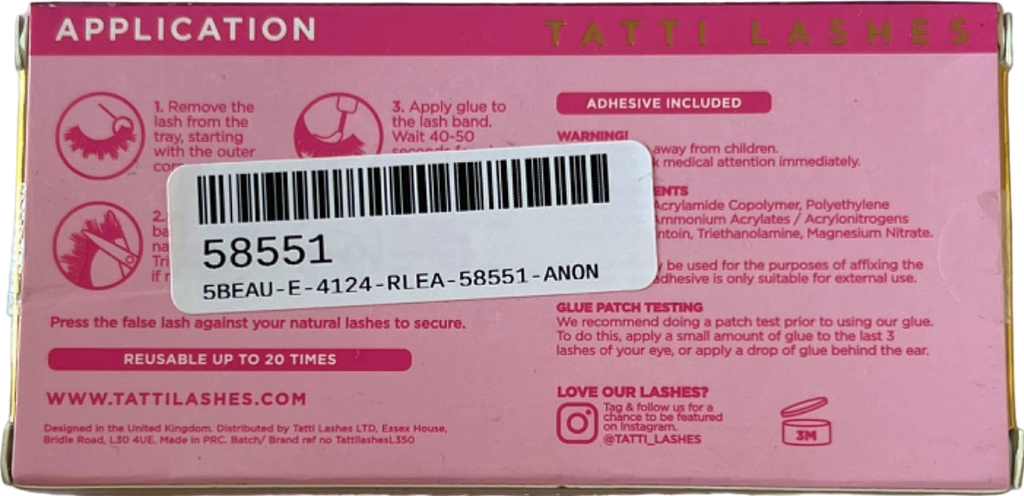 APPLICATION
TATTI LASHES
1. Remove the
lash from the
tray, starting
with the outer
3. Apply glue to
the lash band.
Wait 40-50
2.
if
58551
5BEAU-E-4124-RLEA-58551-ANON
Press the false lash against your natural lashes to secure.
REUSABLE UP TO 20 TIMES
WWW.TATTILASHES.COM
Designed in the United Kingdom. Distributed by Tatti Lashes LTD, Essex House,
Bridle Road, L30 4UE. Made in PRC. Batch/ Brand ref no TattilashesL350
ADHESIVE INCLUDED
WARNING!
away from children.
medical attention immediately.
Acrylamide Copolymer, Polyethylene
Ammonium Acrylates / Acrylonitrogens
Triethanolamine, Magnesium Nitrate.
be used for the purposes of affixing the
adhesive is only suitable for external use.
GLUE PATCH TESTING
We recommend doing a patch test prior to using our glue.
To do this, apply a small amount of glue to the last 3
lashes of your eye, or apply a drop of glue behind the ear.
LOVE OUR LASHES?
Tag & follow us for a
chance to be featured
on Instagram.
@TATTI_LASHES
3M